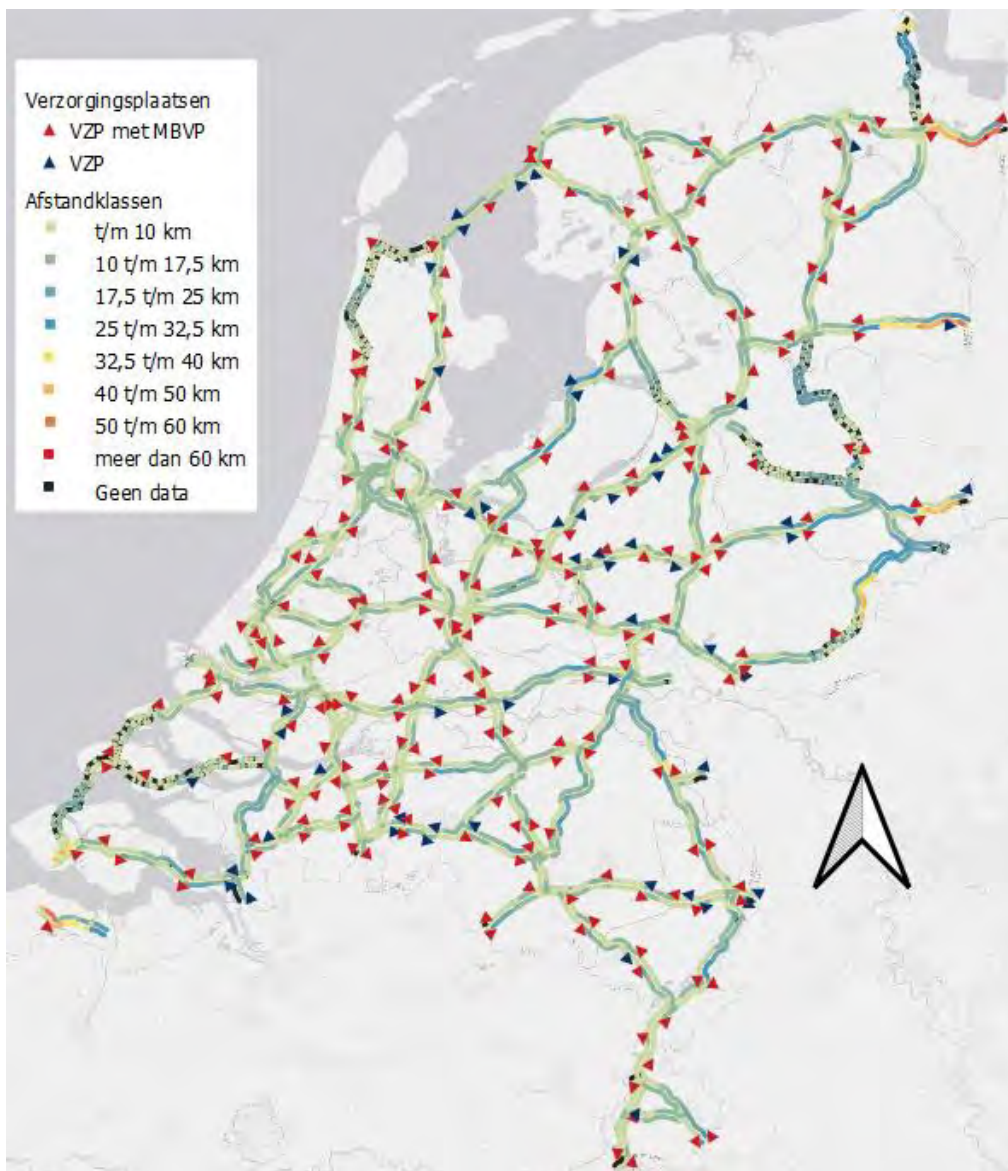 Verzorgingsplaatsen
VZP met MBVP
VZP
Afstandklassen
t/m 10 km
10 t/m 17,5 km
17,5 t/m 25 km
25 t/m 32,5 km
32,5 t/m 40 km
40 t/m 50 km
50 t/m 60 km
meer dan 60 km
Geen data